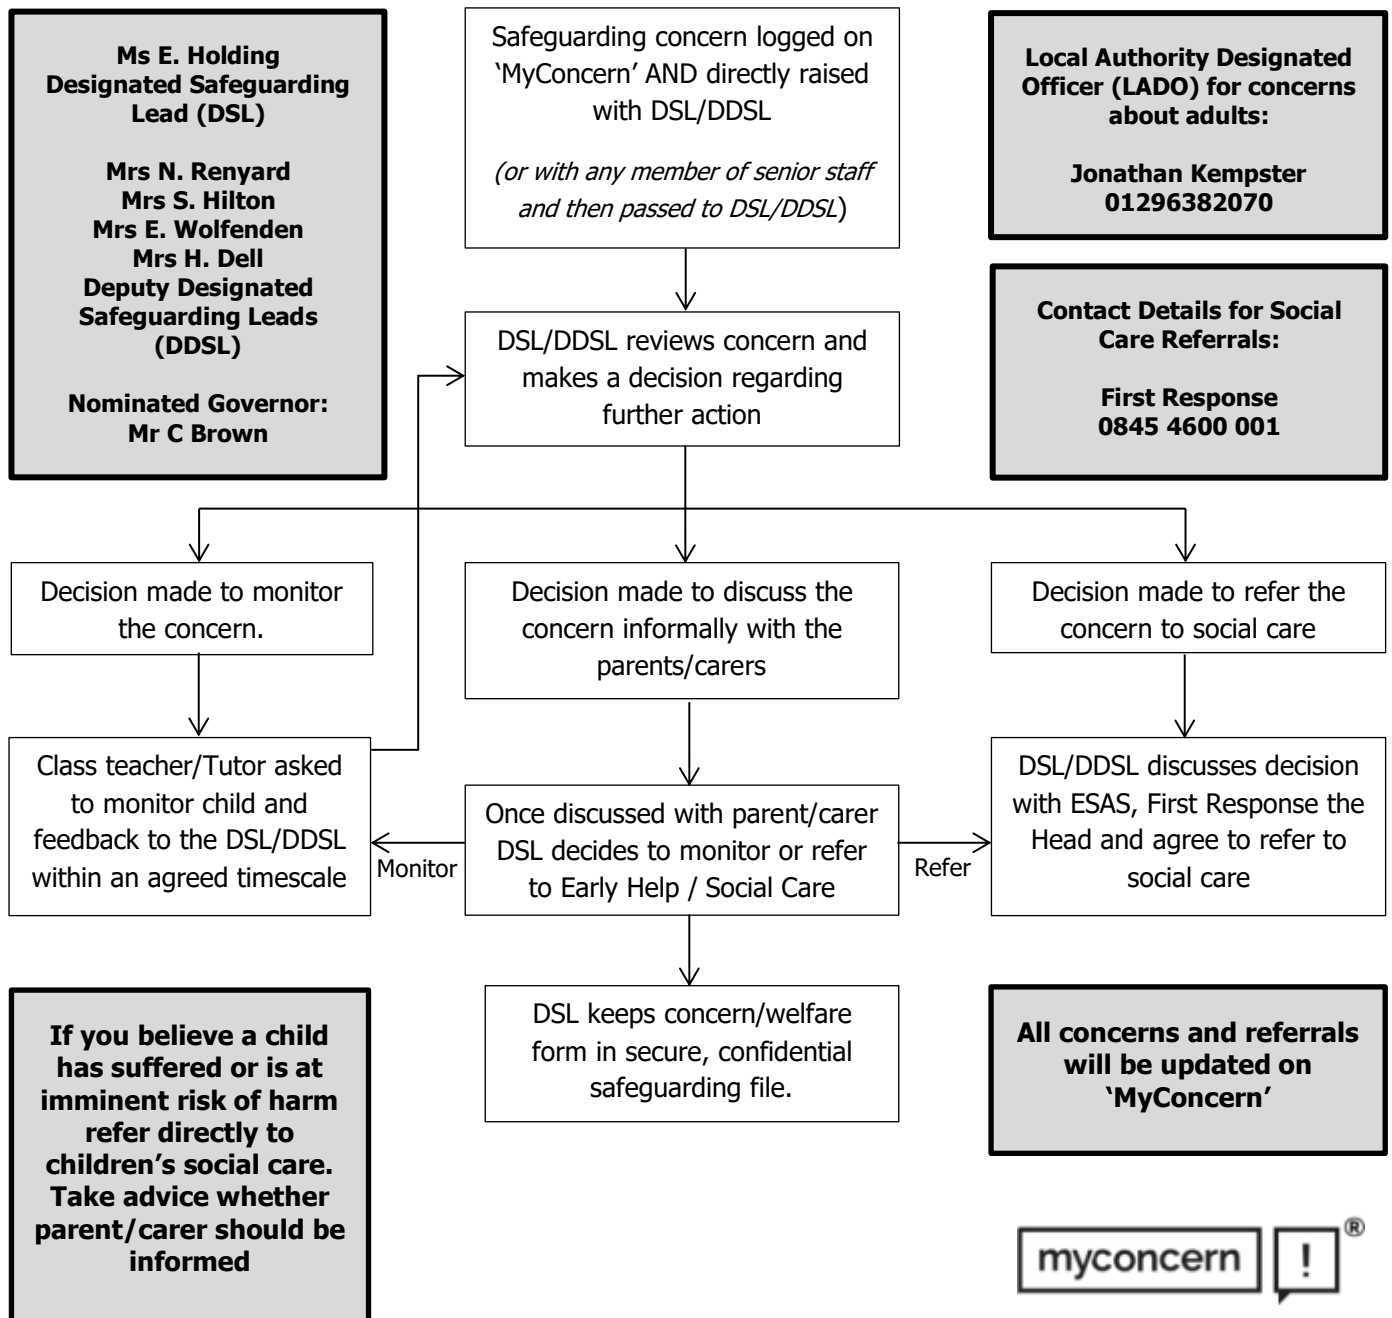 Ms E. Holding
Designated Safeguarding
Lead (DSL)
Mrs N. Renyard
Mrs S. Hilton
Mrs E. Wolfenden
Mrs H. Dell
Deputy Designated
Safeguarding Leads
(DDSL)
Nominated Governor:
Mr C Brown
Safeguarding concern logged on
‘MyConcern’ AND directly raised
with DSL/DDSL
(or with any member of senior staff
and then passed to DSL/DDSL)
Local Authority Designated
Officer (LADO) for concerns
about adults:
Jonathan Kempster
01296382070
Contact Details for Social
Care Referrals:
First Response
0845 4600 001
DSL/DDSL reviews concern and
makes a decision regarding
further action
Decision made to monitor
the concern.
Decision made to discuss the
concern informally with the
parents/carers
Decision made to refer the
concern to social care
Class teacher/Tutor asked
to monitor child and
feedback to the DSL/DDSL
within an agreed timescale
Monitor
Once discussed with parent/carer
DSL decides to monitor or refer
to Early Help / Social Care
Refer
DSL/DDSL discusses decision
with ESAS, First Response the
Head and agree to refer to
social care
If you believe a child
has suffered or is at
imminent risk of harm
refer directly to
children’s social care.
Take advice whether
parent/carer should be
informed
DSL keeps concern/welfare
form in secure, confidential
safeguarding file.
All concerns and referrals
will be updated on
‘MyConcern’
myconcern ! ®